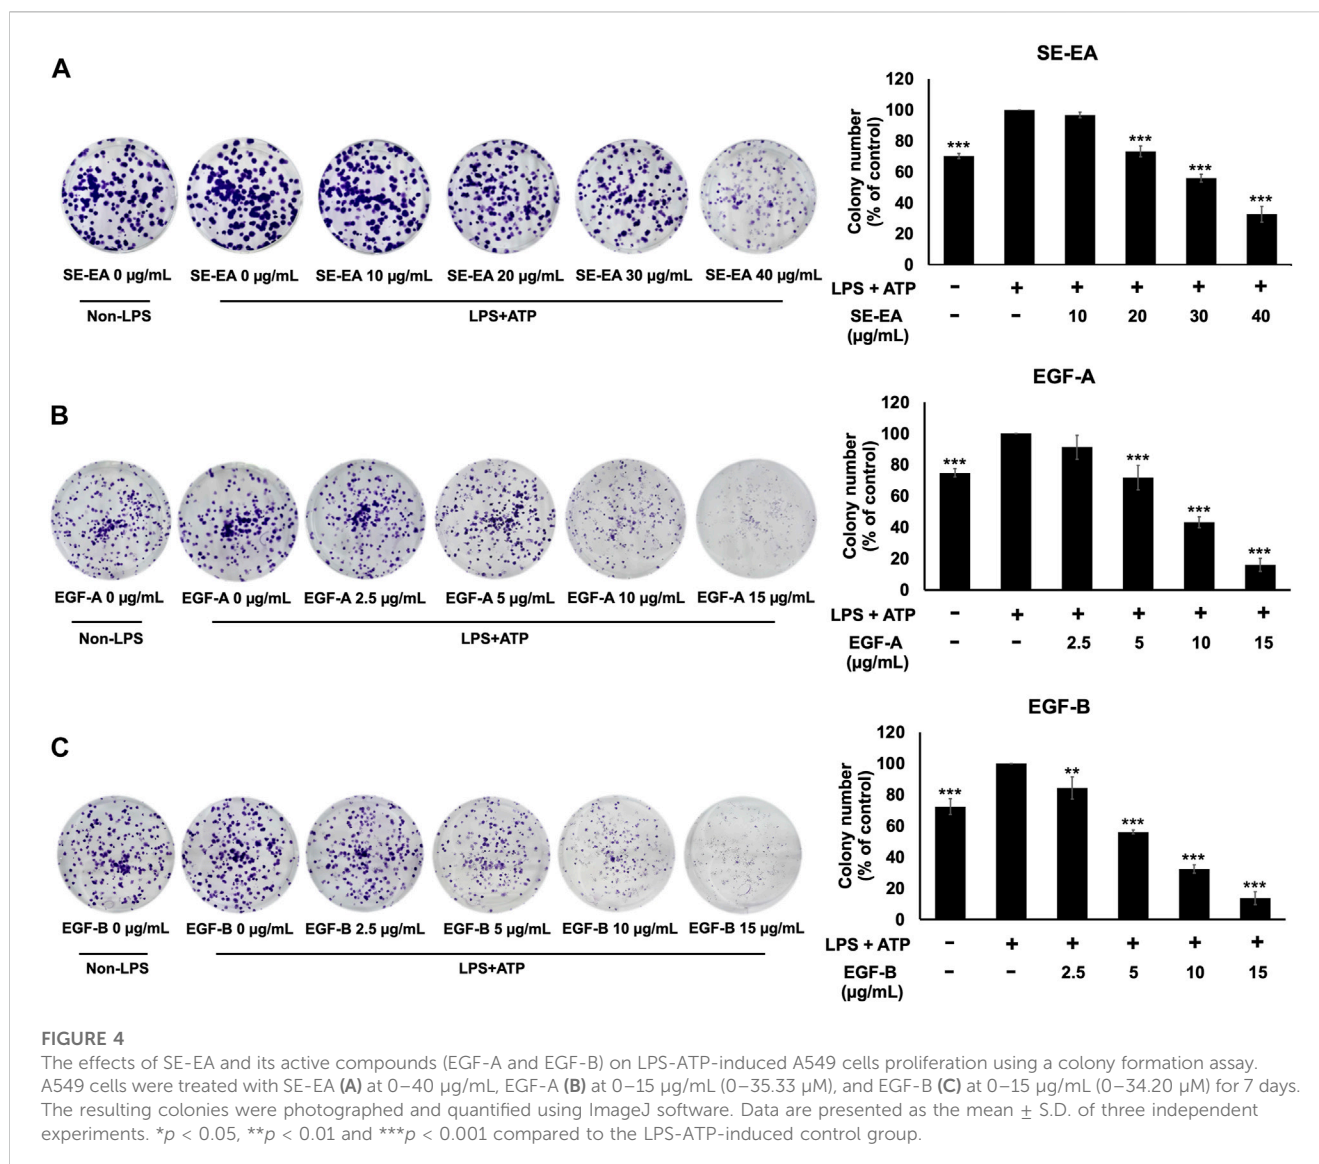 A
SE-EA 0 µg/mL SE-EA 0 µg/mL SE-EA 10 µg/mL SE-EA 20 µg/mL SE-EA 30 µg/mL SE-EA 40 µg/mL
Non-LPS LPS+ATP
SE-EA
Colony number
(% of control)
120
100
80
60
40
20
0
*** *** *** ***
LPS + ATP - + + + + +
SE-EA - - 10 20 30 40
(µg/mL)
B
EGF-A 0 µg/mL EGF-A 0 µg/mL EGF-A 2.5 µg/mL EGF-A 5 µg/mL EGF-A 10 µg/mL EGF-A 15 µg/mL
Non-LPS LPS+ATP
EGF-A
Colony number
(% of control)
120
100
80
60
40
20
0
*** *** *** ***
LPS + ATP - + + + + +
EGF-A - - 2.5 5 10 15
(µg/mL)
C
EGF-B 0 µg/mL EGF-B 0 µg/mL EGF-B 2.5 µg/mL EGF-B 5 µg/mL EGF-B 10 µg/mL EGF-B 15 µg/mL
Non-LPS LPS+ATP
EGF-B
Colony number
(% of control)
120
100
80
60
40
20
0
*** ** *** *** ***
LPS + ATP - + + + + +
EGF-B - - 2.5 5 10 15
(µg/mL)
FIGURE 4
The effects of SE-EA and its active compounds (EGF-A and EGF-B) on LPS-ATP-induced A549 cells proliferation using a colony formation assay.
A549 cells were treated with SE-EA (A) at 0–40 µg/mL, EGF-A (B) at 0–15 µg/mL (0–35.33 µM), and EGF-B (C) at 0–15 µg/mL (0–34.20 µM) for 7 days.
The resulting colonies were photographed and quantified using ImageJ software. Data are presented as the mean ± S.D. of three independent
experiments. *p < 0.05, **p < 0.01 and ***p < 0.001 compared to the LPS-ATP-induced control group.